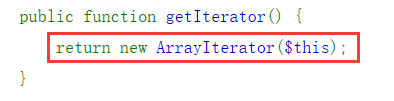 public function getIterator() {
return new ArrayIterator($this);
}